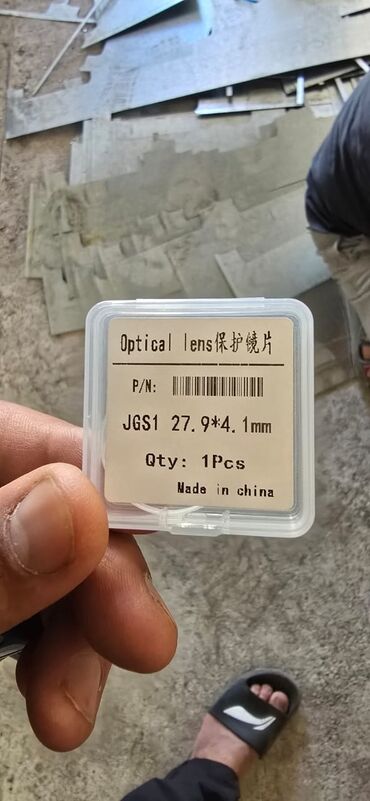 Optical lens保护镜片
P/N:
JGS1 27.9*4.1mm
Qty: 1Pcs
Made in china